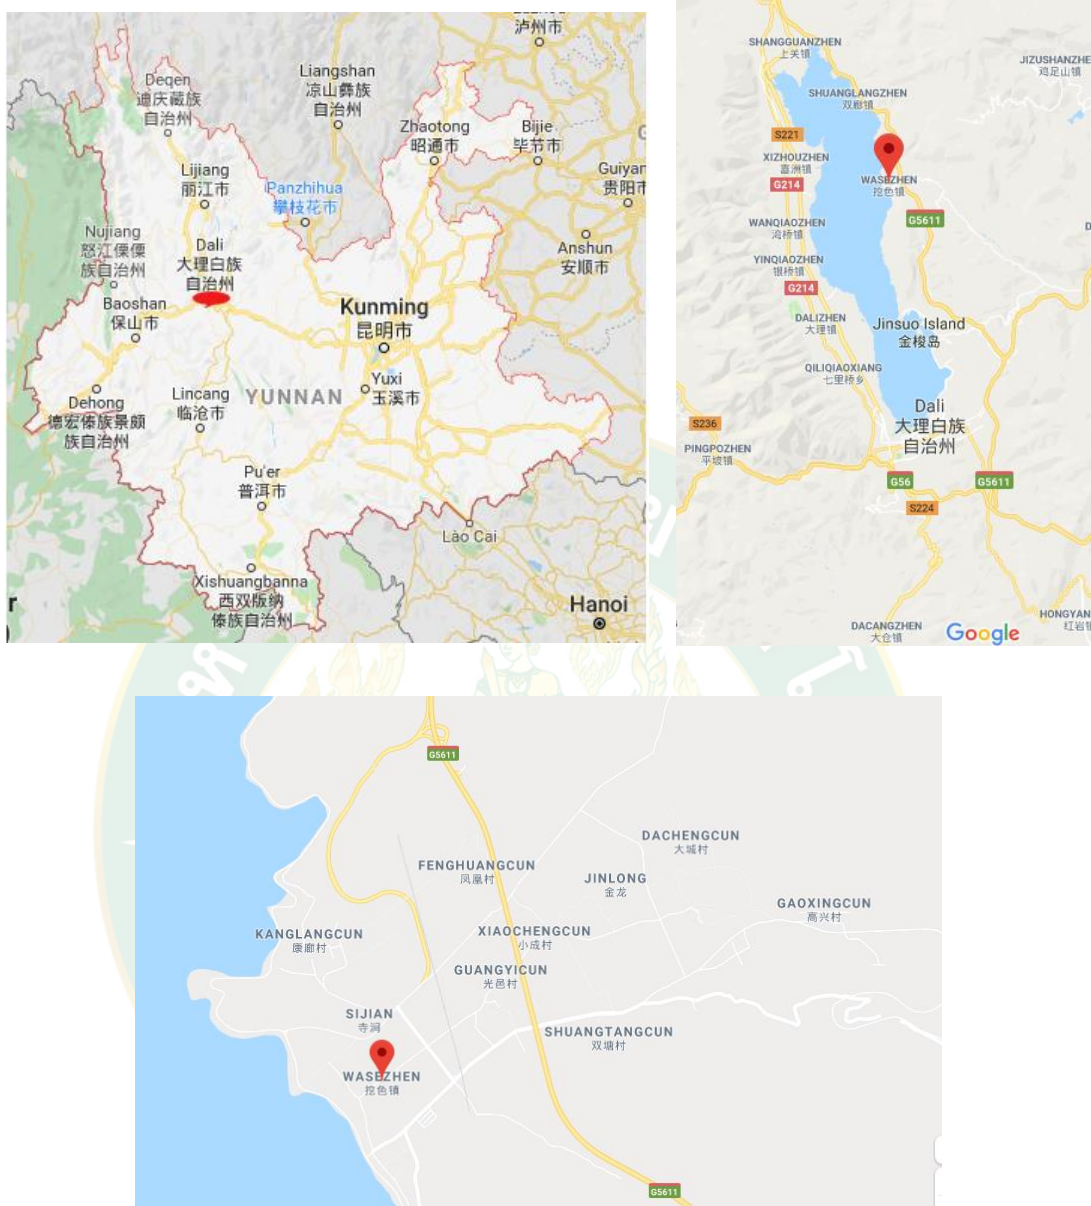 泸州市
Liangshan
凉山彝族
自治州
Deqen
迪庆藏族
自治州
Zhaotong
昭通市
Bijie
毕节市
Lijiang
丽江市
Panzhihua
攀枝花市
Guiyan
贵阳市
Nujiang
怒江傈僳
族自治州
Dali
大理白族
自治州
Anshun
安顺市
Baoshan
保山市
Kunming
昆明市
YUNNAN
Yuxi
玉溪市
Lincang
临沧市
Dehong
德宏傣族景颇
族自治州
Pu'er
普洱市
Lào Cai
Xishuangbanna
西双版纳
傣族自治州
Hanoi
r
SHANGGUANZHEN
上关镇
JIZUSHANZHE
鸡足山镇
SHUANGLANGZHEN
双廊镇
S221
XIZHOUZHEN
喜洲镇
G214
WASEZHEN
挖色镇
G5611
WANQIAOZHEN
湾桥镇
YINQIAOZHEN
银桥镇
G214
DALIZHEN
大理镇
Jinsuo Island
金梭岛
QILIQIAOXIANG
七里桥乡
Dali
大理白族
自治州
S236
PINGPOZHEN
平坡镇
G56
G5611
S224
DACANGZHEN
大仓镇
HONGYAN
红岩镇
Google
G5611
DACHENGCUN
大城村
FENGHUANGCUN
凤凰村
JINLONG
金龙
GAOXINGCUN
高兴村
KANGLANGCUN
康廊村
XIAOCHENGCUN
小成村
GUANGYICUN
光邑村
SIJIAN
寺涧
SHUANGTANGCUN
双塘村
WASEZHEN
挖色镇
G5611